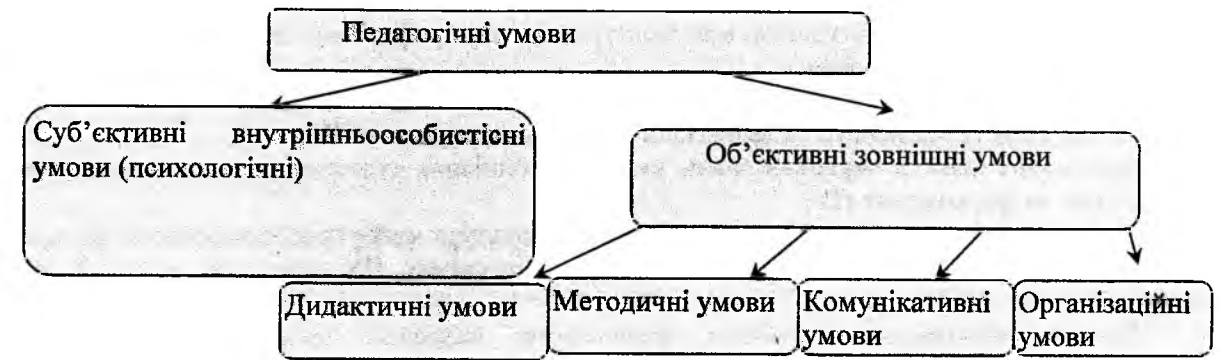 Педагогічні умови
Суб’єктивні внутрішньоособистісні
умови (психологічні)
Об’єктивні зовнішні умови
Дидактичні умови
Методичні умови
Комунікативні
умови
Організаційні
умови